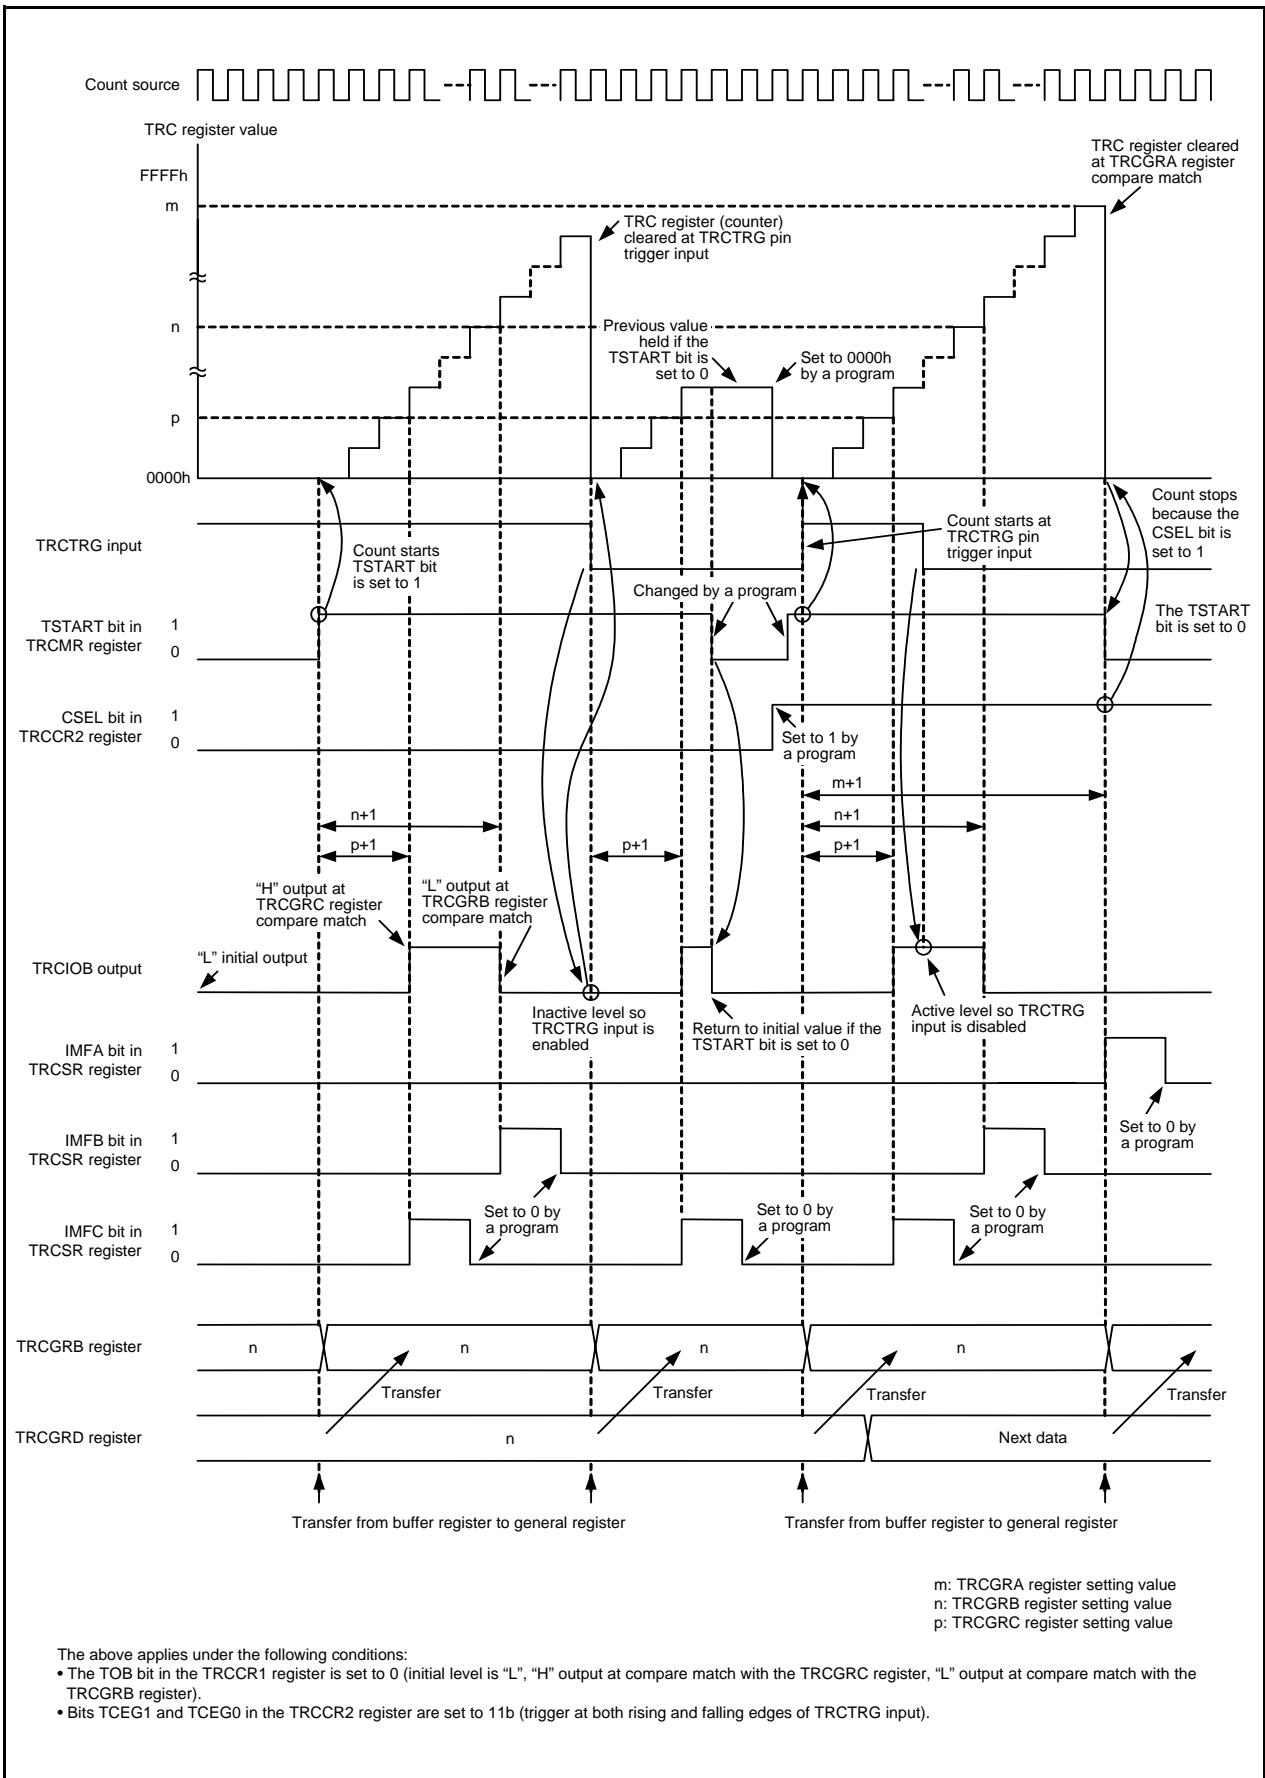 Count source
TRC register value
FFFFh
m
TRC register cleared
at TRCGRA register
compare match
TRC register (counter)
cleared at TRCTRG pin
trigger input
n
Previous value
held if the
TSTART bit is
set to 0
Set to 0000h
by a program
p
0000h
TRCTRG input
Count starts
TSTART bit
is set to 1
Count starts at
TRCTRG pin
trigger input
Count stops
because the
CSEL bit is
set to 1
Changed by a program
TSTART bit in
TRCMR register
1
0
The TSTART
bit is set to 0
CSEL bit in
TRCCR2 register
1
0
Set to 1 by
a program
m+1
n+1
n+1
p+1
p+1
p+1
“H” output at
TRCGRC register
compare match
“L” output at
TRCGRB register
compare match
TRCIOB output
“L” initial output
Inactive level so
TRCTRG input is
enabled
Return to initial value if the
TSTART bit is set to 0
Active level so TRCTRG
input is disabled
IMFA bit in
TRCSR register
1
0
Set to 0 by
a program
IMFB bit in
TRCSR register
1
0
Set to 0 by
a program
Set to 0 by
a program
Set to 0 by
a program
IMFC bit in
TRCSR register
1
0
TRCGRB register
n
n
n
n
Transfer
Transfer
Transfer
Transfer
TRCGRD register
n
Next data
Transfer from buffer register to general register
Transfer from buffer register to general register
m: TRCGRA register setting value
n: TRCGRB register setting value
p: TRCGRC register setting value
The above applies under the following conditions:
• The TOB bit in the TRCCR1 register is set to 0 (initial level is “L”, “H” output at compare match with the TRCGRC register, “L” output at compare match with the
TRCGRB register).
• Bits TCEG1 and TCEG0 in the TRCCR2 register are set to 11b (trigger at both rising and falling edges of TRCTRG input).